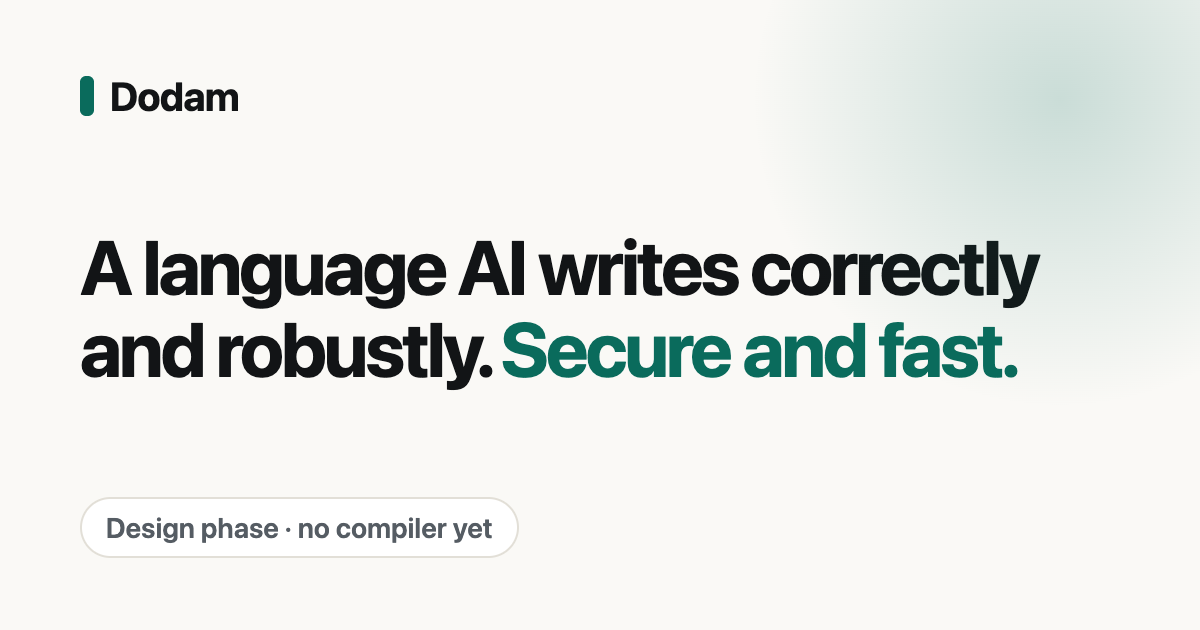 Dodam
A language AI writes correctly
and robustly. Secure and fast.
Design phase · no compiler yet